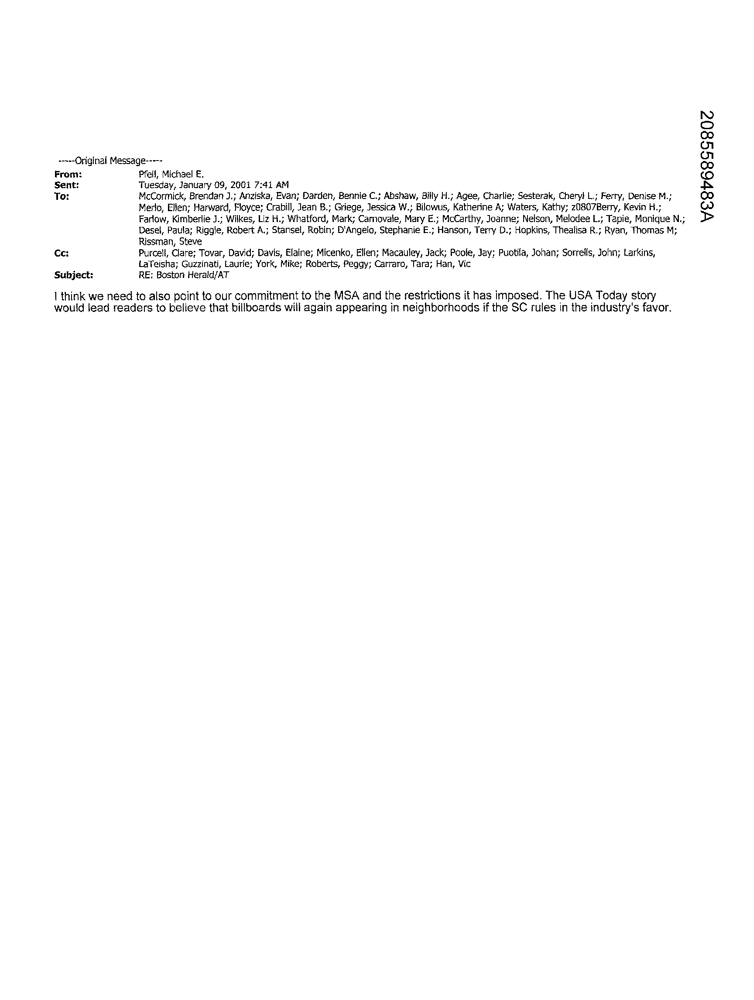 2085589483A
-----Original Message-----
From: Pfeil, Michael E.
Sent: Tuesday, January 09, 2001 7:41 AM
To: McCormick, Brendan J.; Anziska, Evan; Darden, Bennie C.; Abshaw, Billy H.; Agee, Charlie; Sesterak, Cheryl L.; Ferry, Denise M.;
Merlo, Ellen; Harward, Floyce; Crabill, Jean B.; Griege, Jessica W.; Bilowus, Katherine A; Waters, Kathy; z0807Berry, Kevin H.;
Farlow, Kimberlie J.; Wilkes, Liz H.; Whatford, Mark; Carnovale, Mary E.; McCarthy, Joanne; Nelson, Melodee L.; Tapie, Monique N.;
Desel, Paula; Riggle, Robert A.; Stansel, Robin; D'Angelo, Stephanie E.; Hanson, Terry D.; Hopkins, Thealisa R.; Ryan, Thomas M;
Rissman, Steve
Cc: Purcell, Clare; Tovar, David; Davis, Elaine; Micenko, Ellen; Macauley, Jack; Poole, Jay; Puotila, Johan; Sorrells, John; Larkins,
LaTeisha; Guzzinati, Laurie; York, Mike; Roberts, Peggy; Carraro, Tara; Han, Vic
Subject: RE: Boston Herald/AT
I think we need to also point to our commitment to the MSA and the restrictions it has imposed. The USA Today story
would lead readers to believe that billboards will again appearing in neighborhoods if the SC rules in the industry's favor.